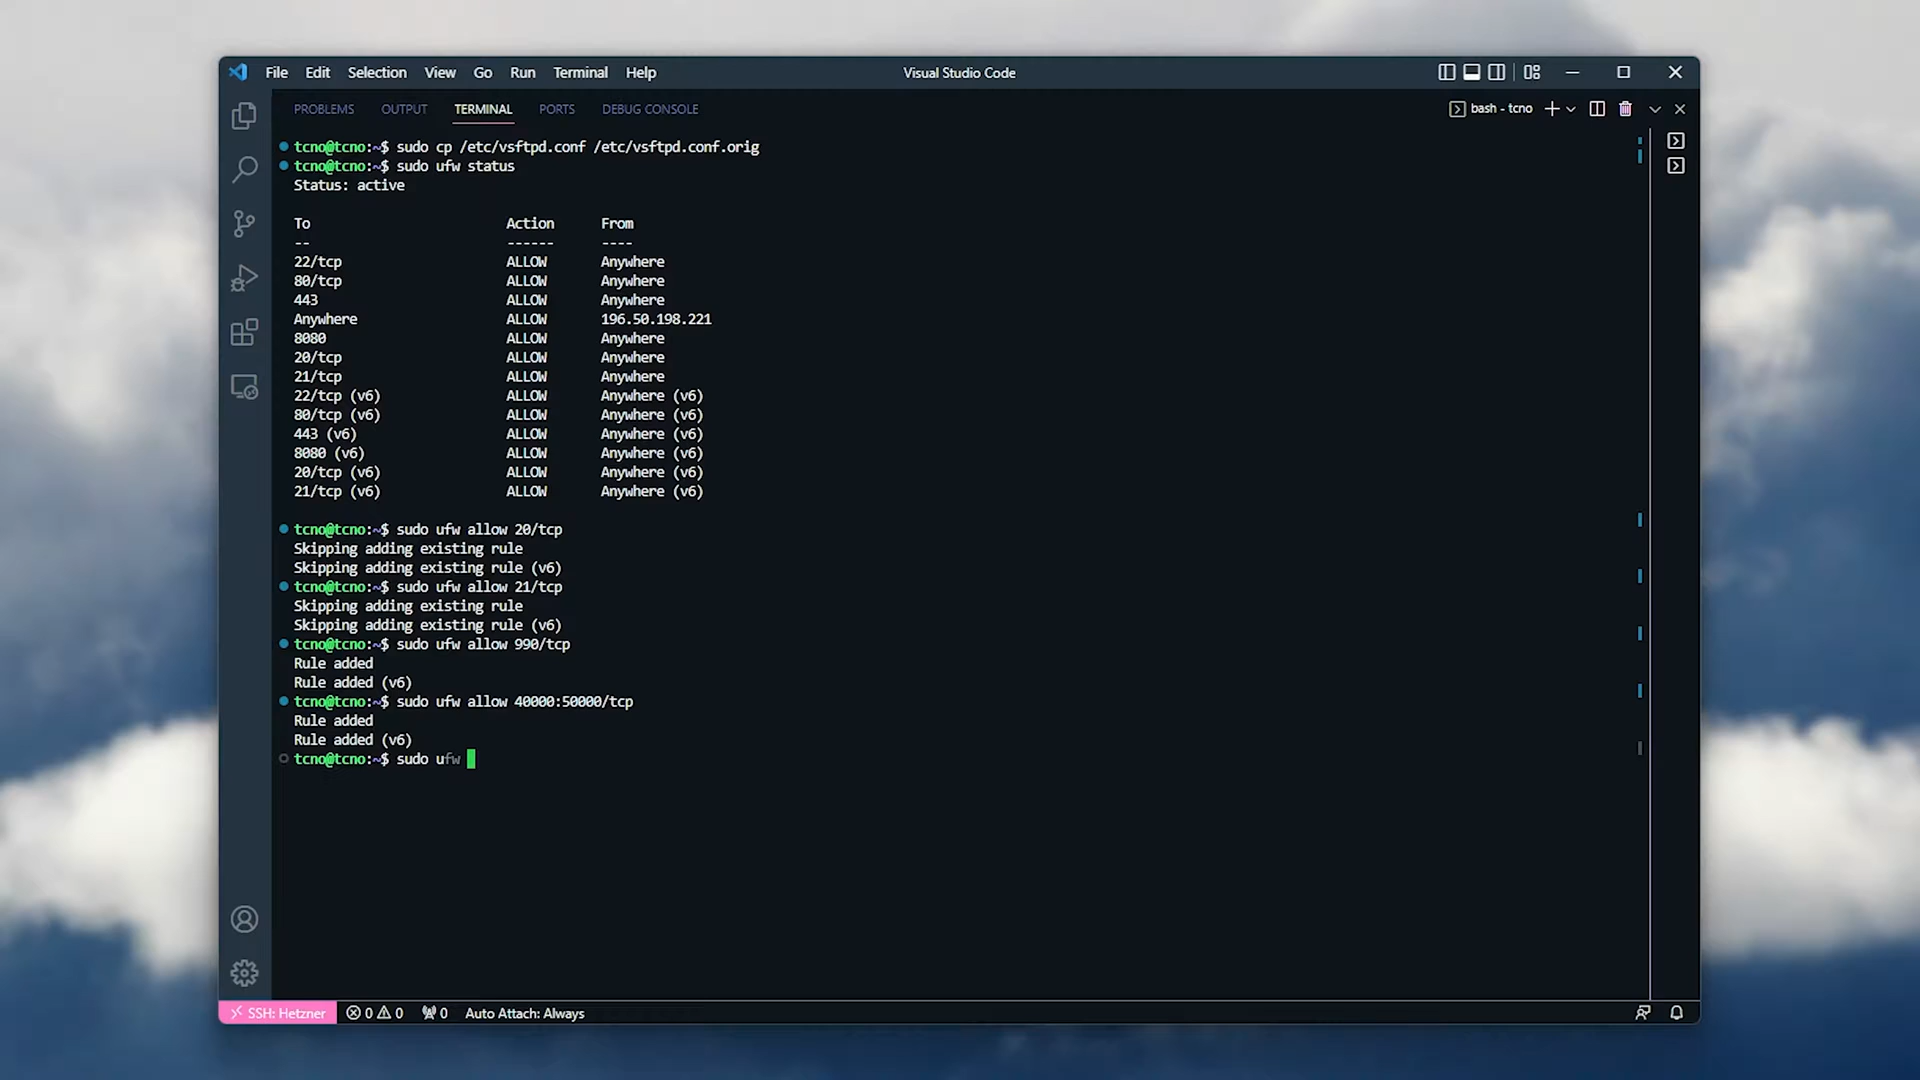 File Edit Selection View Go Run Terminal Help Visual Studio Code
PROBLEMS OUTPUT TERMINAL PORTS DEBUG CONSOLE bash - tcno
tcno@tcno:~$ sudo cp /etc/vsftpd.conf /etc/vsftpd.conf.orig
tcno@tcno:~$ sudo ufw status
Status: active
To Action From
-- ------ ----
22/tcp ALLOW Anywhere
80/tcp ALLOW Anywhere
443 ALLOW Anywhere
Anywhere ALLOW 196.50.198.221
8080 ALLOW Anywhere
20/tcp ALLOW Anywhere
21/tcp ALLOW Anywhere
22/tcp (v6) ALLOW Anywhere (v6)
80/tcp (v6) ALLOW Anywhere (v6)
443 (v6) ALLOW Anywhere (v6)
8080 (v6) ALLOW Anywhere (v6)
20/tcp (v6) ALLOW Anywhere (v6)
21/tcp (v6) ALLOW Anywhere (v6)
tcno@tcno:~$ sudo ufw allow 20/tcp
Skipping adding existing rule
Skipping adding existing rule (v6)
tcno@tcno:~$ sudo ufw allow 21/tcp
Skipping adding existing rule
Skipping adding existing rule (v6)
tcno@tcno:~$ sudo ufw allow 990/tcp
Rule added
Rule added (v6)
tcno@tcno:~$ sudo ufw allow 40000:50000/tcp
Rule added
Rule added (v6)
tcno@tcno:~$ sudo ufw
SSH: Hetzner 0 0 0 Auto Attach: Always